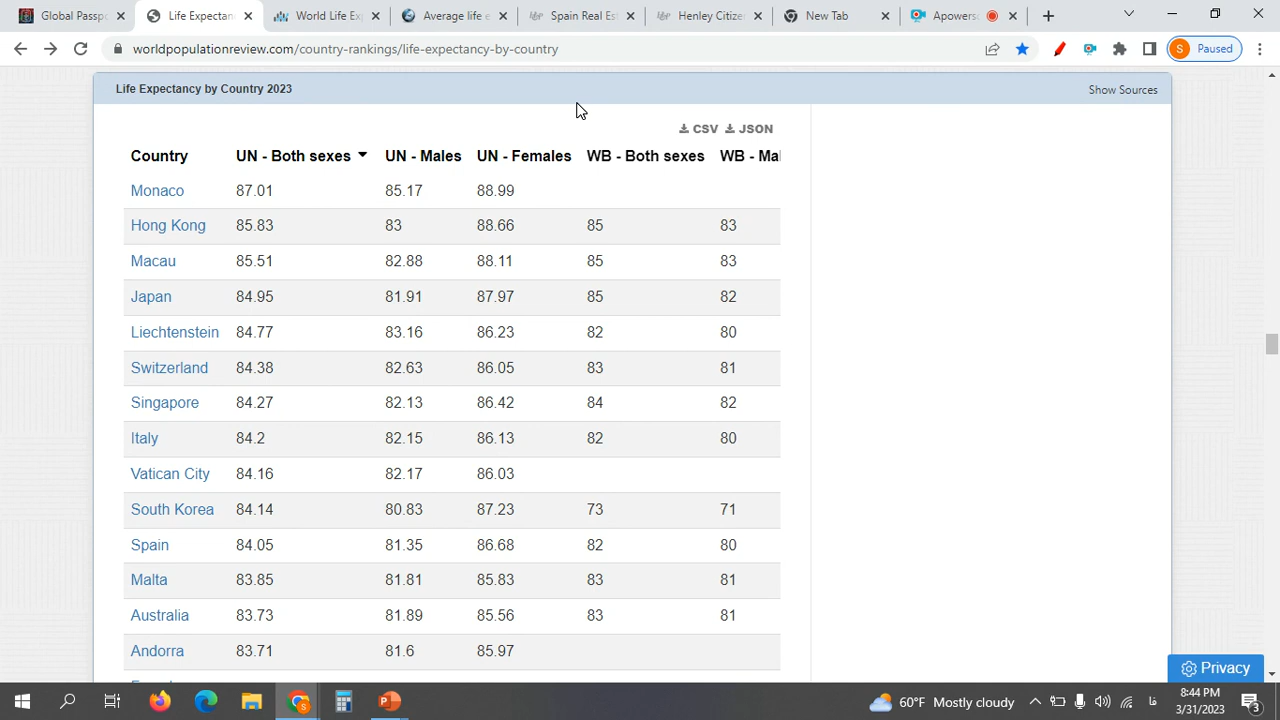 Global Passpo
Life Expectanc
World Life Ex
Average life e
Spain Real Est
Henley Citizen
New Tab
Apowers
worldpopulationreview.com/country-rankings/life-expectancy-by-country
S Paused
Life Expectancy by Country 2023 Show Sources
CSV JSON
Country UN - Both sexes UN - Males UN - Females WB - Both sexes WB - Mal
Monaco 87.01 85.17 88.99
Hong Kong 85.83 83 88.66 85 83
Macau 85.51 82.88 88.11 85 83
Japan 84.95 81.91 87.97 85 82
Liechtenstein 84.77 83.16 86.23 82 80
Switzerland 84.38 82.63 86.05 83 81
Singapore 84.27 82.13 86.42 84 82
Italy 84.2 82.15 86.13 82 80
Vatican City 84.16 82.17 86.03
South Korea 84.14 80.83 87.23 73 71
Spain 84.05 81.35 86.68 82 80
Malta 83.85 81.81 85.83 83 81
Australia 83.73 81.89 85.56 83 81
Andorra 83.71 81.6 85.97
Privacy
60°F Mostly cloudy فا 8:44 PM
3/31/2023 3